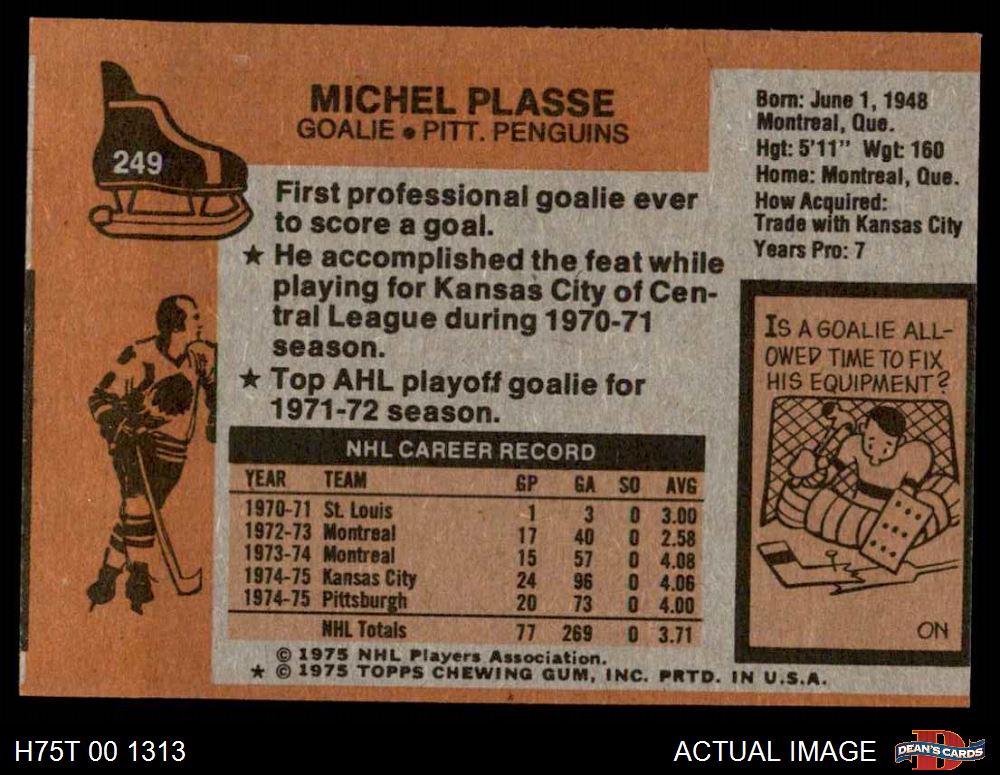 249
MICHEL PLASSE
GOALIE • PITT. PENGUINS
First professional goalie ever
to score a goal.
★ He accomplished the feat while
playing for Kansas City of Cen-
tral League during 1970-71
season.
★ Top AHL playoff goalie for
1971-72 season.
NHL CAREER RECORD
YEAR TEAM GP GA SO AVG
1970-71 St. Louis 1 3 0 3.00
1972-73 Montreal 17 40 0 2.58
1973-74 Montreal 15 57 0 4.08
1974-75 Kansas City 24 96 0 4.06
1974-75 Pittsburgh 20 73 0 4.00
NHL Totals 77 269 0 3.71
© 1975 NHL Players Association.
★ © 1975 TOPPS CHEWING GUM, INC. PRTD. IN U.S.A.
Born: June 1, 1948
Montreal, Que.
Hgt: 5'11" Wgt: 160
Home: Montreal, Que.
How Acquired:
Trade with Kansas City
Years Pro: 7
IS A GOALIE ALL-
OWED TIME TO FIX
HIS EQUIPMENT?
ON
H75T 00 1313
ACTUAL IMAGE
D
DEAN'S CARDS